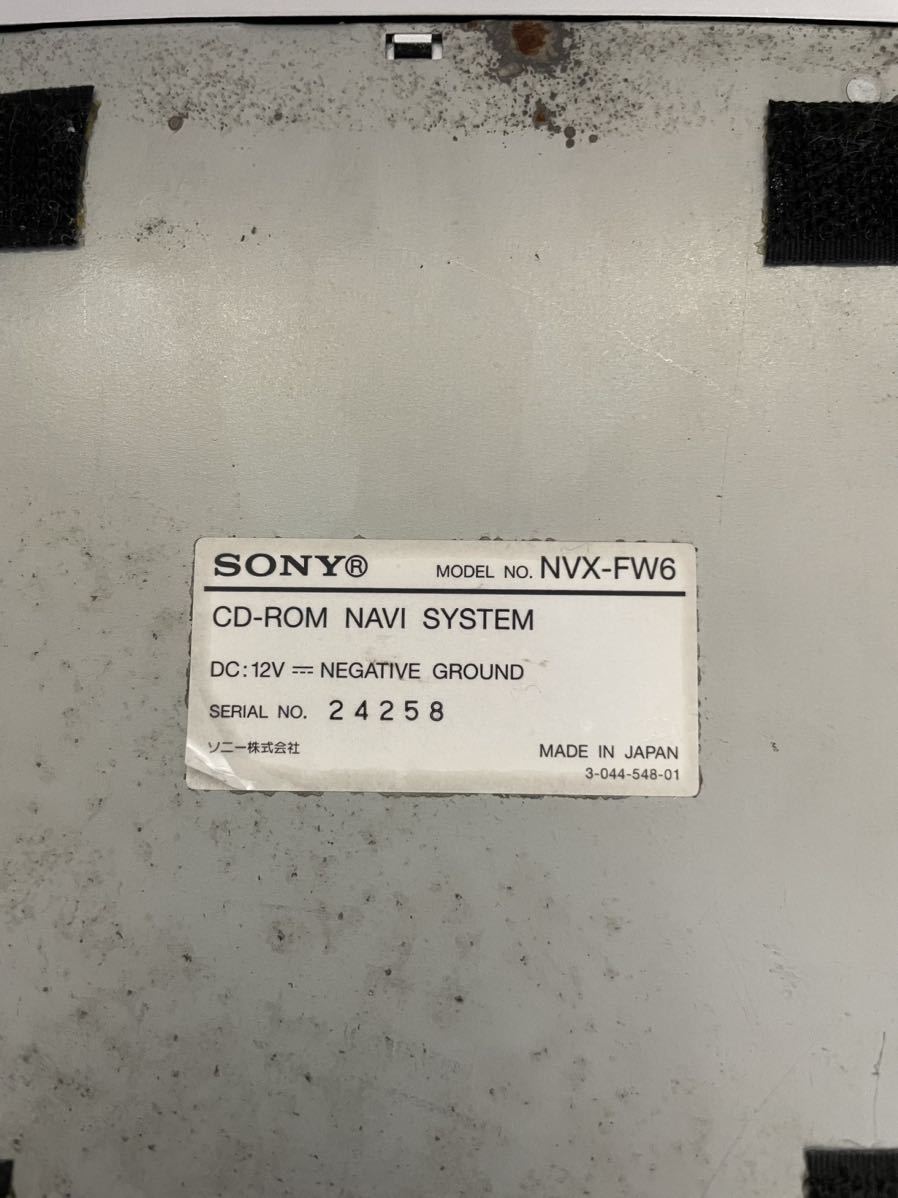 SONY® MODEL NO. NVX-FW6
CD-ROM NAVI SYSTEM
DC:12V ⎓ NEGATIVE GROUND
SERIAL NO. 24258
ソニー株式会社 MADE IN JAPAN
3-044-548-01